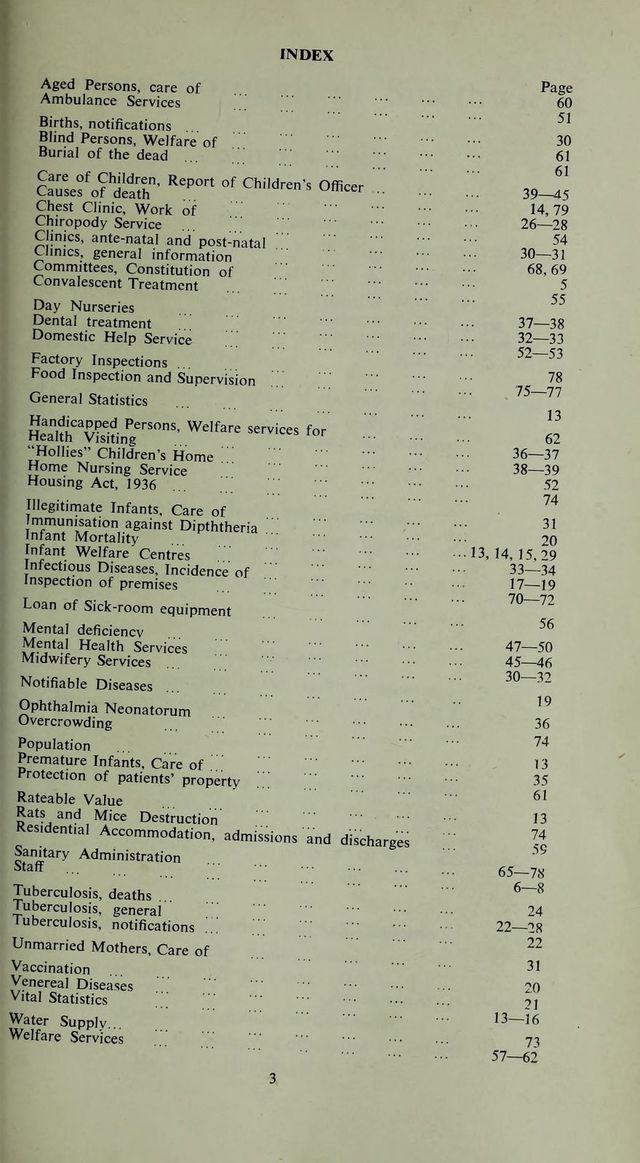 INDEX
Page
Aged Persons, care of ... ... ... ... ... ... 60
Ambulance Services ... ... ... ... ... ... 51
Births, notifications ... ... ... ... ... ... 30
Blind Persons, Welfare of ... ... ... ... ... ... 61
Burial of the dead ... ... ... ... ... ... 61
Care of Children, Report of Children's Officer ... ... ... 39—45
Causes of death ... ... ... ... ... ... 14, 79
Chest Clinic, Work of ... ... ... ... ... ... 26—28
Chiropody Service ... ... ... ... ... ... 54
Clinics, ante-natal and post-natal ... ... ... ... ... 30—31
Clinics, general information ... ... ... ... ... 68, 69
Committees, Constitution of ... ... ... ... ... 5
Convalescent Treatment ... ... ... ... ... ... 55
Day Nurseries ... ... ... ... ... ... 37—38
Dental treatment ... ... ... ... ... ... 32—33
Domestic Help Service ... ... ... ... ... ... 52—53
Factory Inspections ... ... ... ... ... ... 78
Food Inspection and Supervision ... ... ... ... ... 75—77
General Statistics ... ... ... ... ... ... 13
Handicapped Persons, Welfare services for ... ... ... 62
Health Visiting ... ... ... ... ... ... 36—37
"Hollies" Children's Home ... ... ... ... ... ... 38—39
Home Nursing Service ... ... ... ... ... ... 52
Housing Act, 1936 ... ... ... ... ... ... 74
Illegitimate Infants, Care of ... ... ... ... ... 31
Immunisation against Dipththeria ... ... ... ... ... 20
Infant Mortality ... ... ... ... ... ... 13, 14, 15, 29
Infant Welfare Centres ... ... ... ... ... ... 33—34
Infectious Diseases, Incidence of ... ... ... ... ... 17—19
Inspection of premises ... ... ... ... ... ... 70—72
Loan of Sick-room equipment ... ... ... ... ... 56
Mental deficiency ... ... ... ... ... ... 47—50
Mental Health Services ... ... ... ... ... ... 45—46
Midwifery Services ... ... ... ... ... ... 30—32
Notifiable Diseases ... ... ... ... ... ... 19
Ophthalmia Neonatorum ... ... ... ... ... ... 36
Overcrowding ... ... ... ... ... ... 74
Population ... ... ... ... ... ... 13
Premature Infants, Care of ... ... ... ... ... ... 35
Protection of patients' property ... ... ... ... ... 61
Rateable Value ... ... ... ... ... ... 13
Rats and Mice Destruction ... ... ... ... ... 74
Residential Accommodation, admissions and discharges ... 59
Sanitary Administration ... ... ... ... ... ... 65—78
Staff ... ... ... ... ... ... ... 6—8
Tuberculosis, deaths ... ... ... ... ... ... 24
Tuberculosis, general ... ... ... ... ... ... 22—28
Tuberculosis, notifications ... ... ... ... ... ... 22
Unmarried Mothers, Care of ... ... ... ... ... 31
Vaccination ... ... ... ... ... ... 20
Venereal Diseases ... ... ... ... ... ... 21
Vital Statistics ... ... ... ... ... ... 13—16
Water Supply... ... ... ... ... ... ... 73
Welfare Services ... ... ... ... ... ... 57—62
3